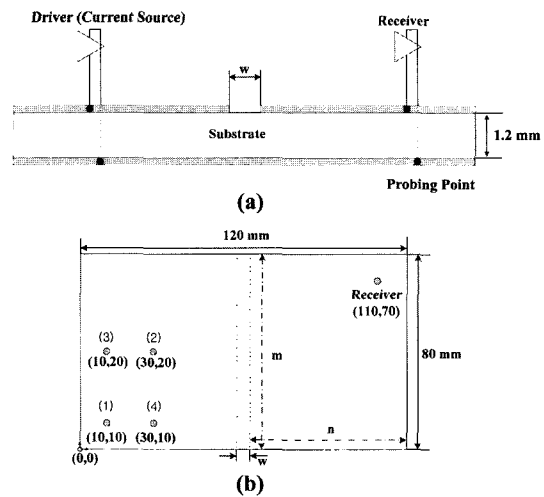 Driver (Current Source)
Receiver
w
Substrate
1.2 mm
Probing Point
(a)
120 mm
Receiver
(110,70)
(3)
(2)
(10,20)
(30,20)
m
80 mm
(1)
(4)
(10,10)
(30,10)
n
(0,0)
w
(b)